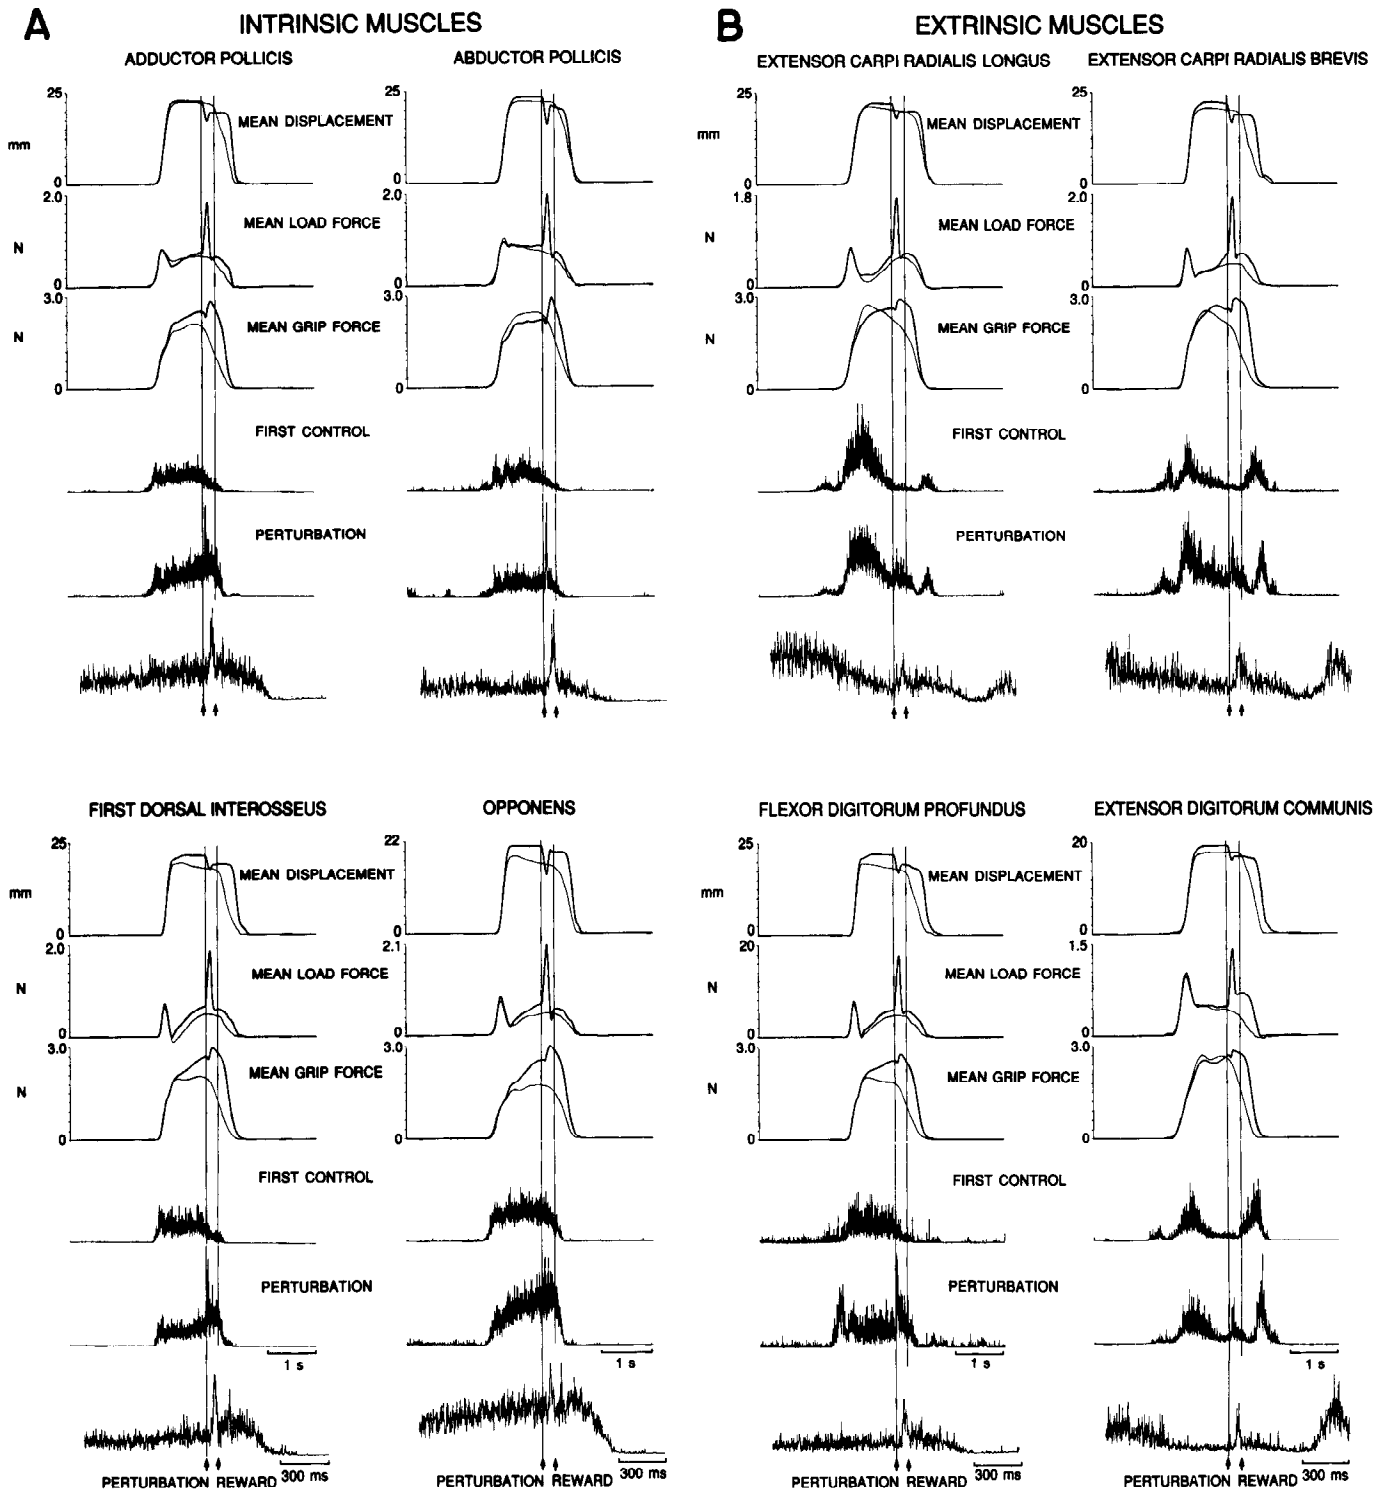 A INTRINSIC MUSCLES
ADDUCTOR POLLICIS
ABDUCTOR POLLICIS
25
mm
0
MEAN DISPLACEMENT
25
0
2.0
N
0
MEAN LOAD FORCE
2.0
0
3.0
N
0
MEAN GRIP FORCE
3.0
0
FIRST CONTROL
PERTURBATION
B EXTRINSIC MUSCLES
EXTENSOR CARPI RADIALIS LONGUS
EXTENSOR CARPI RADIALIS BREVIS
25
mm
0
MEAN DISPLACEMENT
25
0
1.8
N
0
MEAN LOAD FORCE
2.0
0
3.0
N
0
MEAN GRIP FORCE
3.0
0
FIRST CONTROL
PERTURBATION
FIRST DORSAL INTEROSSEUS
OPPONENS
25
mm
0
MEAN DISPLACEMENT
22
0
2.0
N
0
MEAN LOAD FORCE
2.1
0
3.0
N
0
MEAN GRIP FORCE
3.0
0
FIRST CONTROL
PERTURBATION
1 s
1 s
PERTURBATION REWARD
300 ms
PERTURBATION REWARD
300 ms
FLEXOR DIGITORUM PROFUNDUS
EXTENSOR DIGITORUM COMMUNIS
25
mm
0
MEAN DISPLACEMENT
20
0
20
N
0
MEAN LOAD FORCE
1.5
0
3.0
N
0
MEAN GRIP FORCE
3.0
0
FIRST CONTROL
PERTURBATION
1 s
1 s
PERTURBATION REWARD
300 ms
PERTURBATION REWARD
300 ms